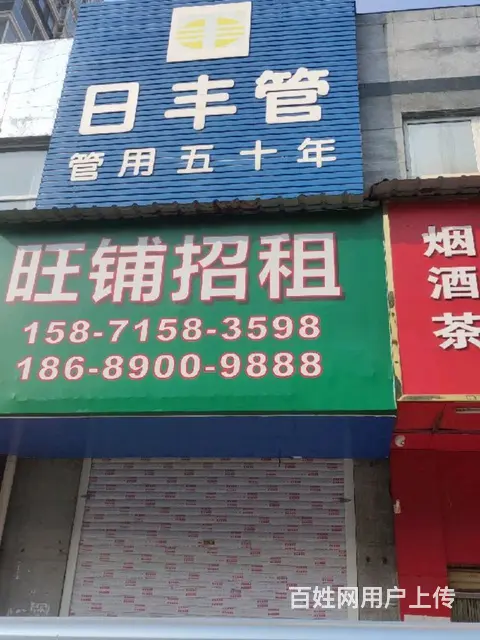 日丰管
管用五十年
旺铺招租
158-7158-3598
186-8900-9888
烟
酒
茶
百姓网用户上传